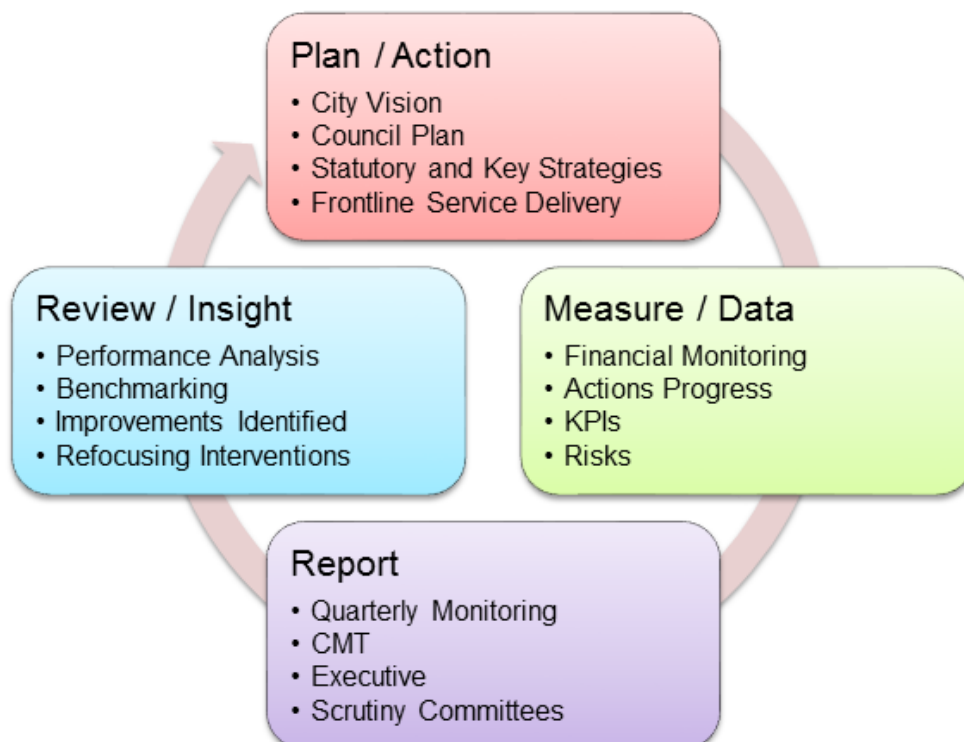 Plan / Action
• City Vision
• Council Plan
• Statutory and Key Strategies
• Frontline Service Delivery
Measure / Data
• Financial Monitoring
• Actions Progress
• KPIs
• Risks
Report
• Quarterly Monitoring
• CMT
• Executive
• Scrutiny Committees
Review / Insight
• Performance Analysis
• Benchmarking
• Improvements Identified
• Refocusing Interventions